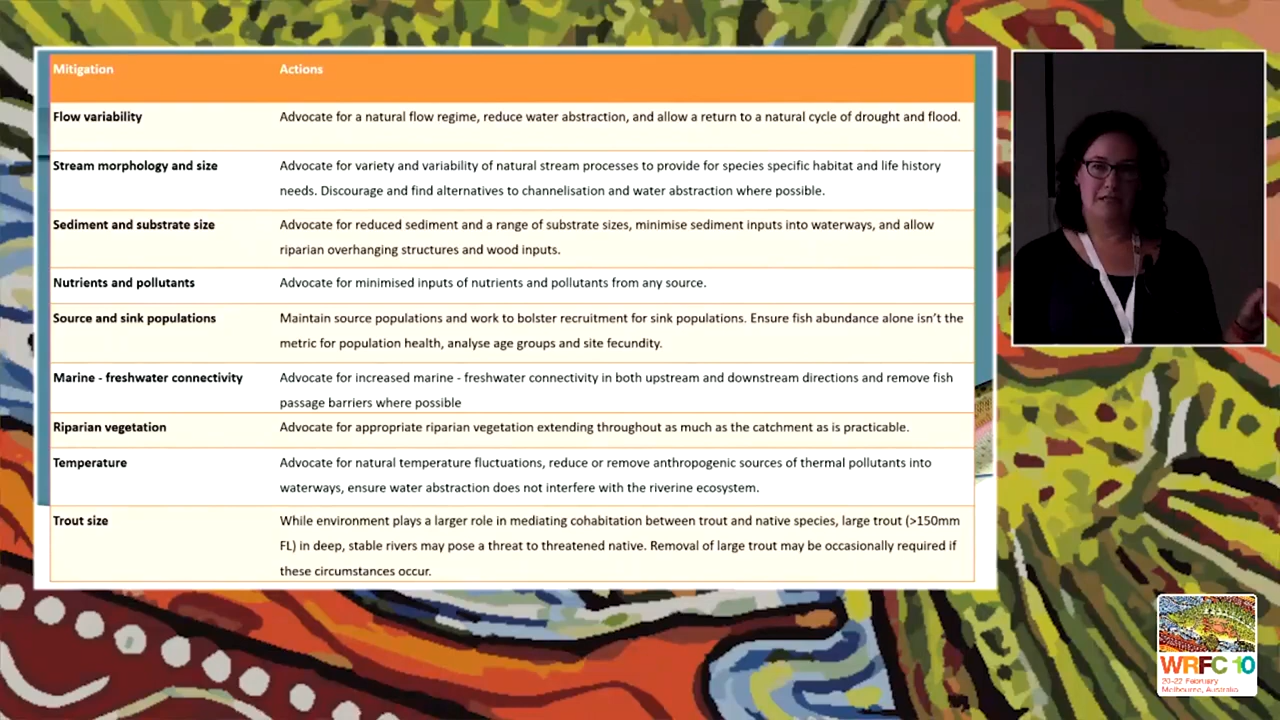 Mitigation Actions
Flow variability Advocate for a natural flow regime, reduce water abstraction, and allow a return to a natural cycle of drought and flood.
Stream morphology and size Advocate for variety and variability of natural stream processes to provide for species specific habitat and life history
needs. Discourage and find alternatives to channelisation and water abstraction where possible.
Sediment and substrate size Advocate for reduced sediment and a range of substrate sizes, minimise sediment inputs into waterways, and allow
riparian overhanging structures and wood inputs.
Nutrients and pollutants Advocate for minimised inputs of nutrients and pollutants from any source.
Source and sink populations Maintain source populations and work to bolster recruitment for sink populations. Ensure fish abundance alone isn't the
metric for population health, analyse age groups and site fecundity.
Marine - freshwater connectivity Advocate for increased marine - freshwater connectivity in both upstream and downstream directions and remove fish
passage barriers where possible
Riparian vegetation Advocate for appropriate riparian vegetation extending throughout as much as the catchment as is practicable.
Temperature Advocate for natural temperature fluctuations, reduce or remove anthropogenic sources of thermal pollutants into
waterways, ensure water abstraction does not interfere with the riverine ecosystem.
Trout size While environment plays a larger role in mediating cohabitation between trout and native species, large trout (>150mm
FL) in deep, stable rivers may pose a threat to threatened native. Removal of large trout may be occasionally required if
these circumstances occur.
WRFC 10
20-22 February
Melbourne, Australia